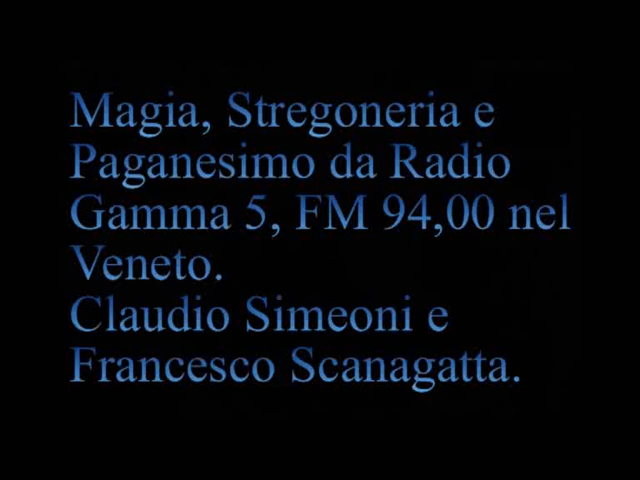 Magia, Stregoneria e
Paganesimo da Radio
Gamma 5, FM 94,00 nel
Veneto.
Claudio Simeoni e
Francesco Scanagatta.